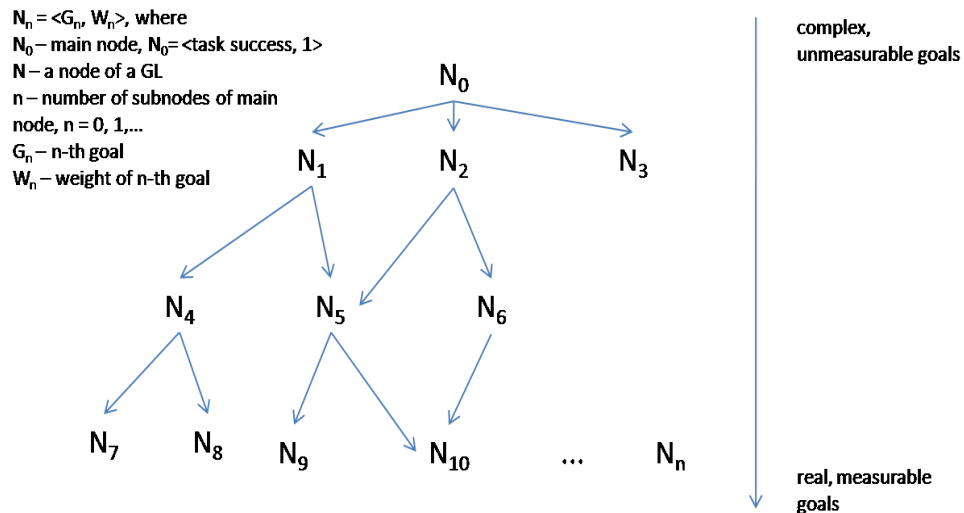 Nₙ = <Gₙ, Wₙ>, where
N₀ – main node, N₀= <task success, 1>
N – a node of a GL
n – number of subnodes of main
node, n = 0, 1,...
Gₙ – n-th goal
Wₙ – weight of n-th goal
complex,
unmeasurable goals
N₀
N₁ N₂ N₃
N₄ N₅ N₆
N₇ N₈ N₉ N₁₀ ... Nₙ
real, measurable
goals